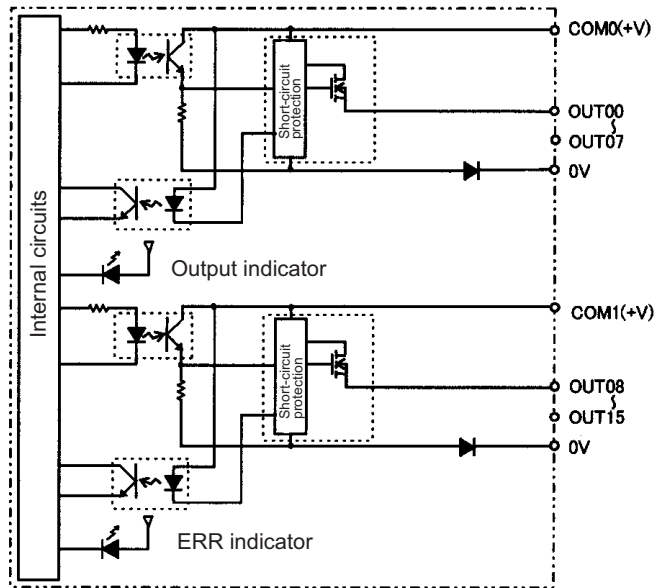 COM0(+V)
Short-circuit
protection
OUT00
OUT07
0V
Internal circuits
Output indicator
COM1(+V)
Short-circuit
protection
OUT08
OUT15
0V
ERR indicator